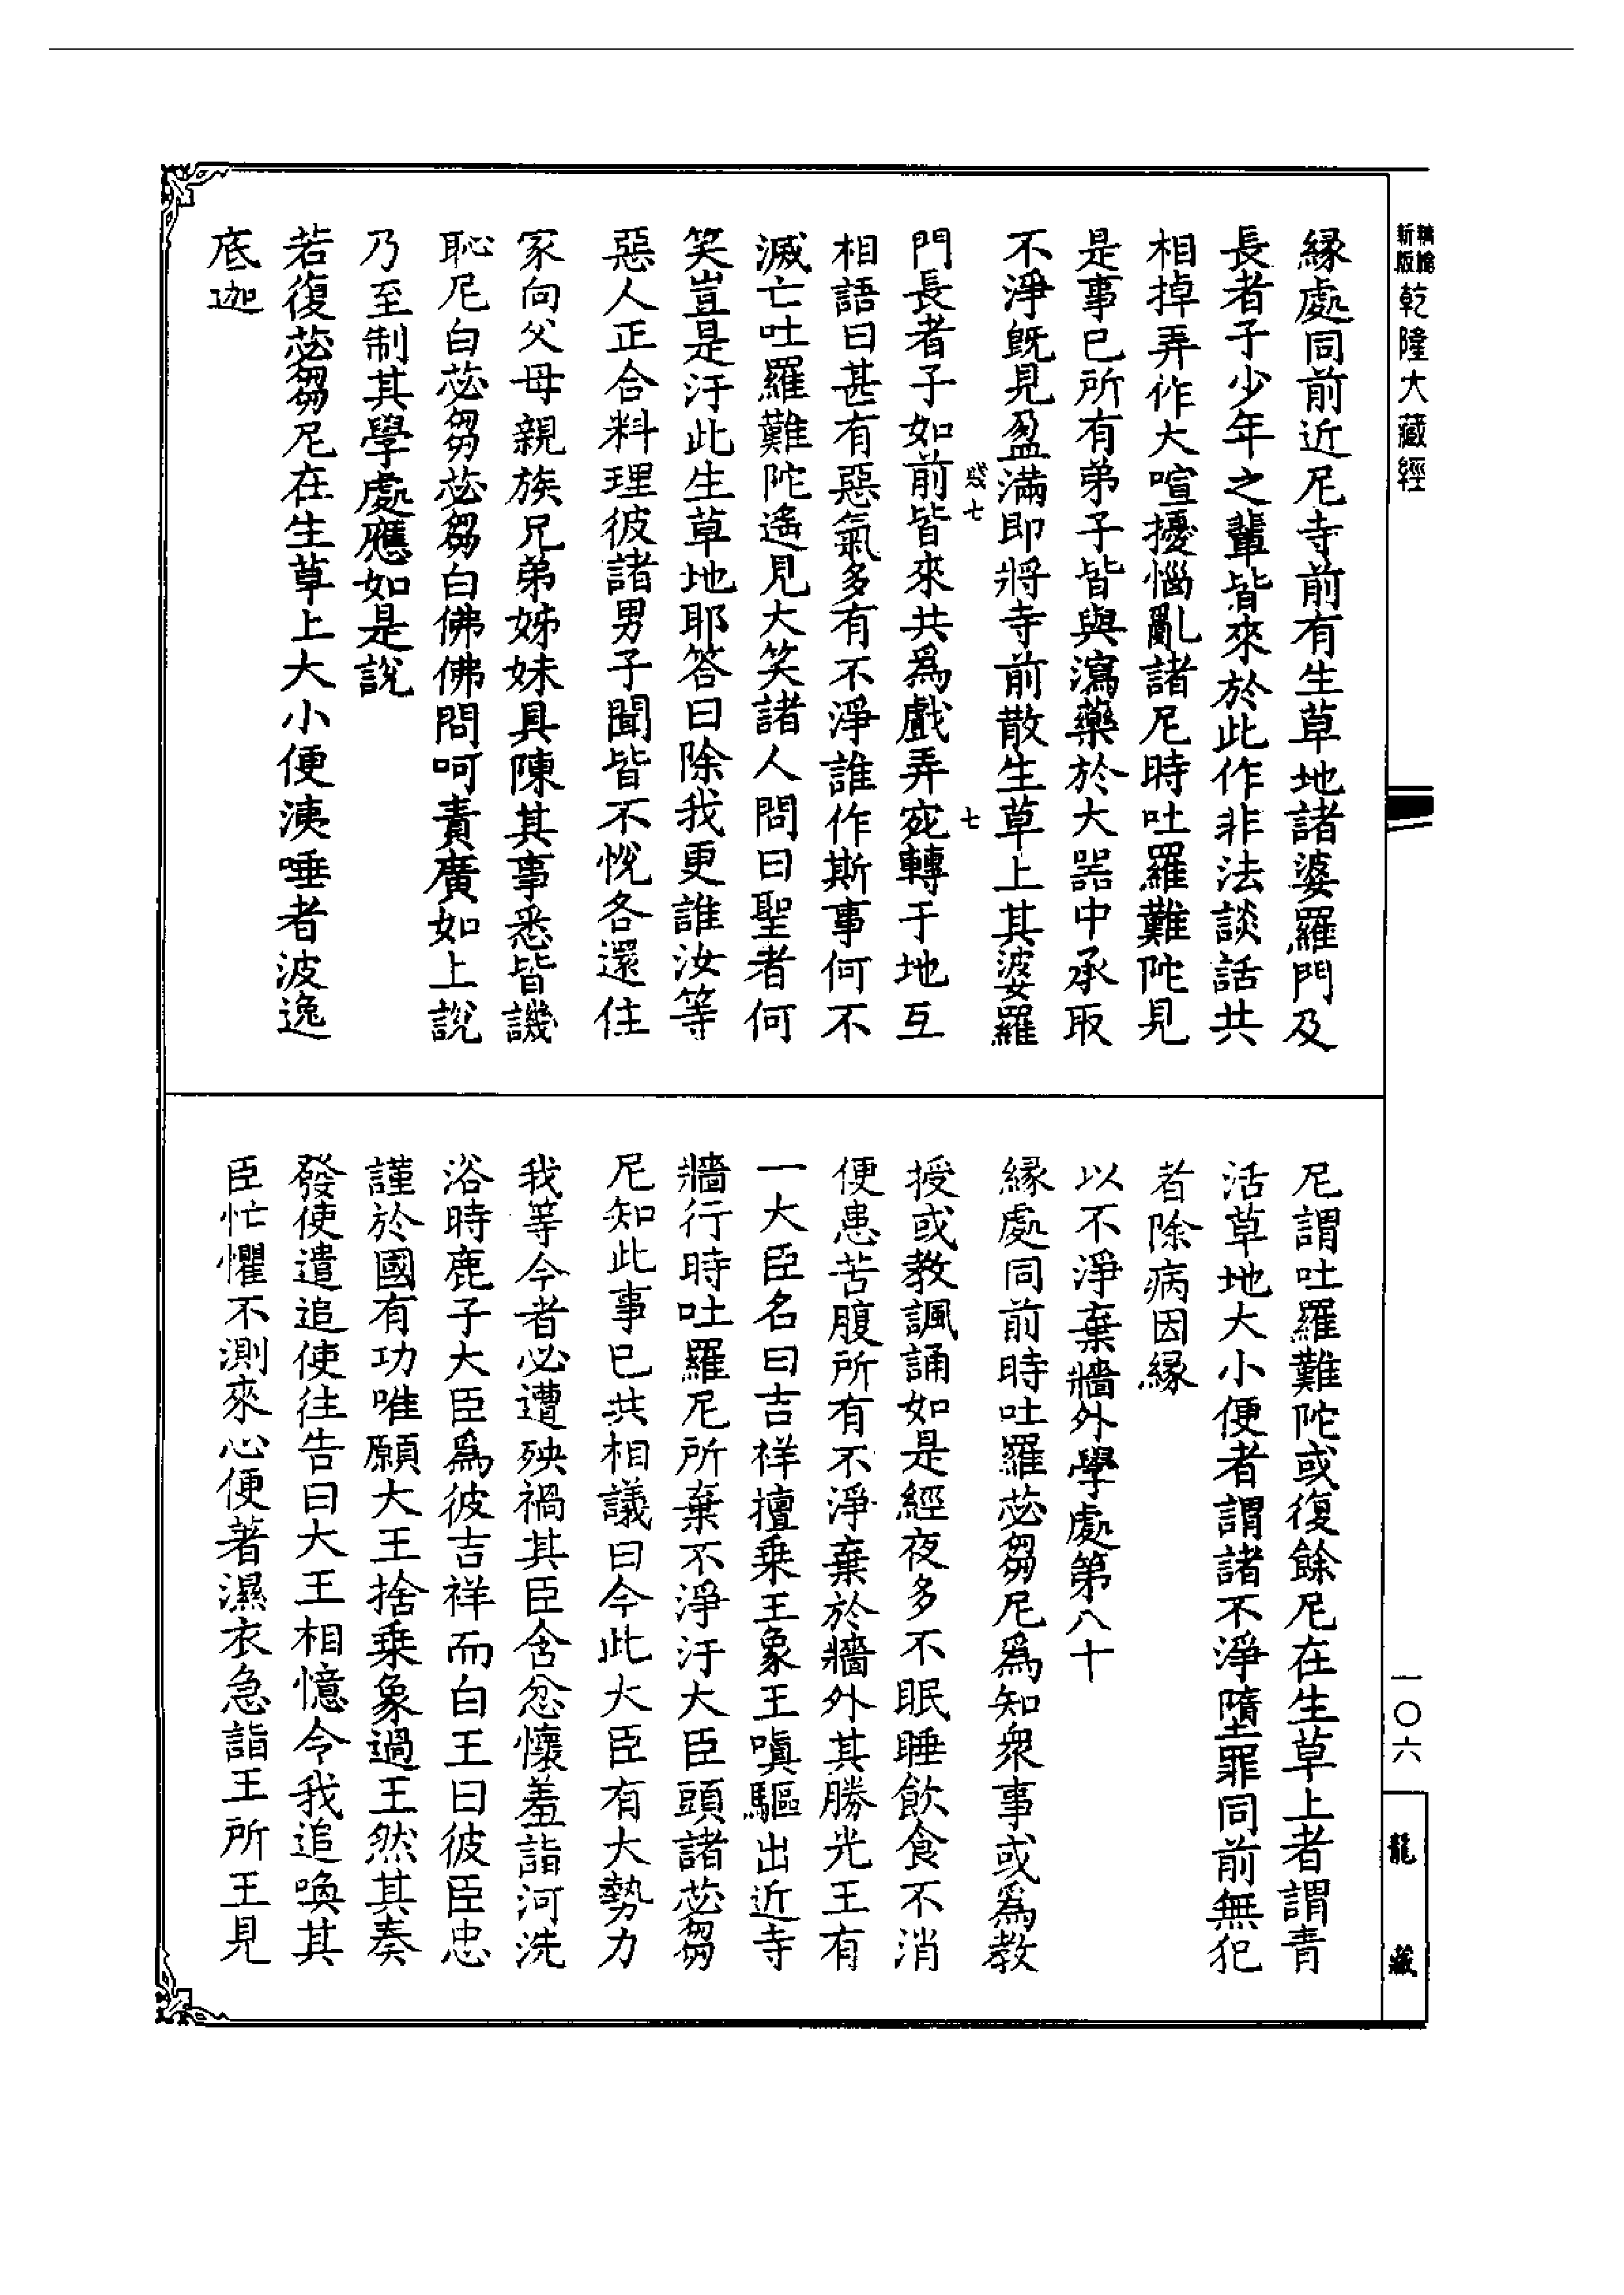 新版
乾隆大藏經
緣處同前近尼寺前有生草地諸婆羅門及
長者子少年之輩皆來於此作非法談話共
相掉弄作大喧擾惱亂諸尼時吐羅難陀見
是事已所有弟子皆與瀉藥於大器中承取
不淨旣見盈滿即將寺前散生草上其婆羅
門長者子如前皆來共爲戲弄宛轉于地互
七
七
相語曰甚有惡氣多有不淨誰作斯事何不
滅亡吐羅難陀遙見大笑諸人問曰聖者何
笑豈是汙此生草地耶答曰除我更誰汝等
惡人正合料理彼諸男子聞皆不悅各還住
家向父母親族兄弟姊妹具陳其事悉皆譏
恥尼白苾芻苾芻白佛佛問呵責廣如上說
乃至制其學處應如是說
若復苾芻尼在生草上大小便洟唾者波逸
底迦
尼謂吐羅難陀或復餘尼在生草上者謂青
活草地大小便者謂諸不淨墮罪同前無犯
者除病因緣
以不淨棄牆外學處第八十
緣處同前時吐羅苾芻尼爲知衆事或爲教
授或教諷誦如是經夜多不眠睡飲食不消
便患苦腹所有不淨棄於牆外其勝光王有
一大臣名曰吉祥擅乘王象王嗔驅出近寺
牆行時吐羅尼所棄不淨汙大臣頭諸苾芻
尼知此事已共相議曰今此大臣有大勢力
我等今者必遭殃禍其臣含忿懷羞詣河洗
浴時鹿子大臣爲彼吉祥而白王曰彼臣忠
謹於國有功唯願大王捨乘象過王然其奏
發使遣追使往告曰大王相憶令我追喚其
臣忙懼不測來心便著濕衣急詣王所王見
一〇六
龍藏